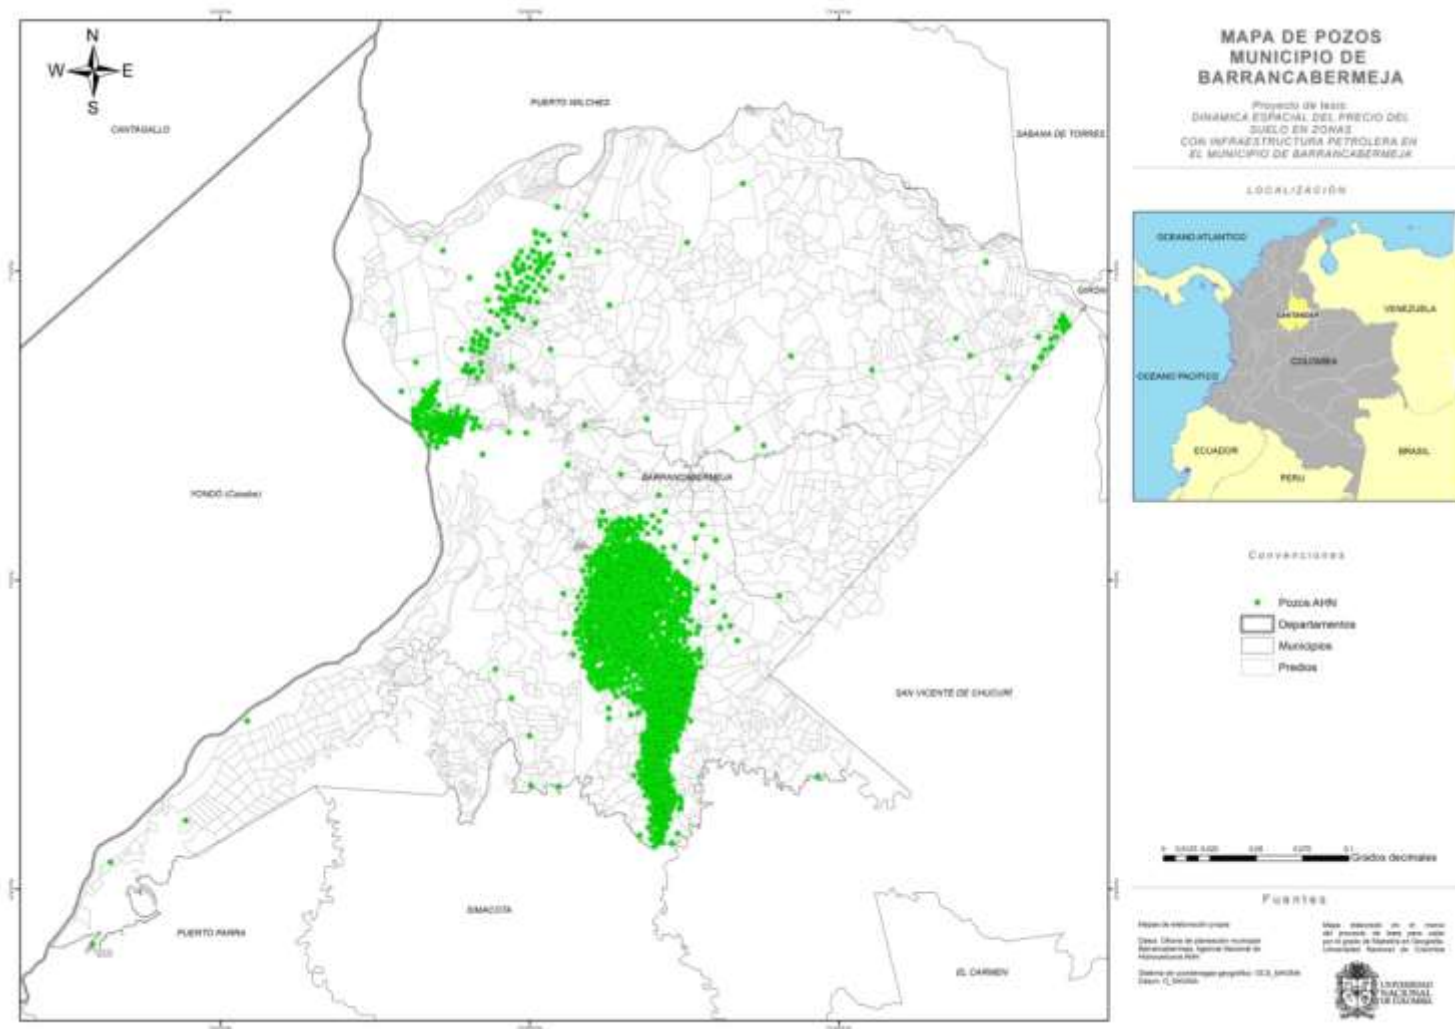 MAPA DE POZOS
MUNICIPIO DE
BARRANCABERMEJA
Proyecto de tesis:
DINÁMICA ESPACIAL DEL PRECIO DEL
SUELO EN ZONAS
CON INFRAESTRUCTURA PETROLERA EN
EL MUNICIPIO DE BARRANCABERMEJA
LOCALIZACIÓN
OCEANO ATLANTICO
VENEZUELA
SANTANDER
COLOMBIA
OCEANO PACIFICO
ECUADOR
BRASIL
PERU
Convenciones
Pozos AHN
Departamentos
Municipios
Predios
Grados decimales
Fuentes
UNIVERSIDAD
NACIONAL
DE COLOMBIA
N
W E
S
PUERTO WILCHES
CANTAGALLO
SABANA DE TORRES
GIRÓN
BARRANCABERMEJA
YONDÓ (Casabe)
SAN VICENTE DE CHUCURÍ
SIMACOTA
PUERTO PARRA
EL CARMEN